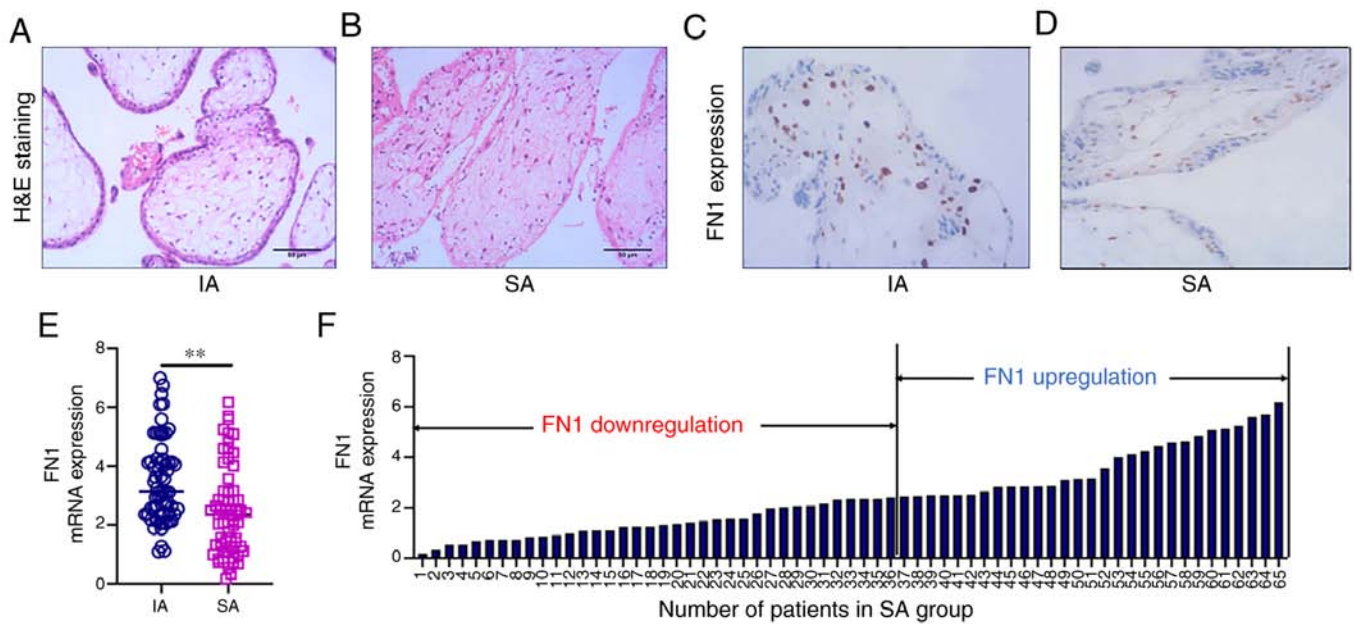 A
B
C
D
H&E staining
50 μm
50 μm
FN1 expression
IA
SA
IA
SA
E
F
FN1
mRNA expression
8
6
4
2
0
**
IA
SA
FN1
mRNA expression
8
6
4
2
0
FN1 downregulation
FN1 upregulation
1 2 3 4 5 6 7 8 9 10 11 12 13 14 15 16 17 18 19 20 21 22 23 24 25 26 27 28 29 30 31 32 33 34 35 36 37 38 39 40 41 42 43 44 45 46 47 48 49 50 51 52 53 54 55 56 57 58 59 60 61 62 63 64 65
Number of patients in SA group